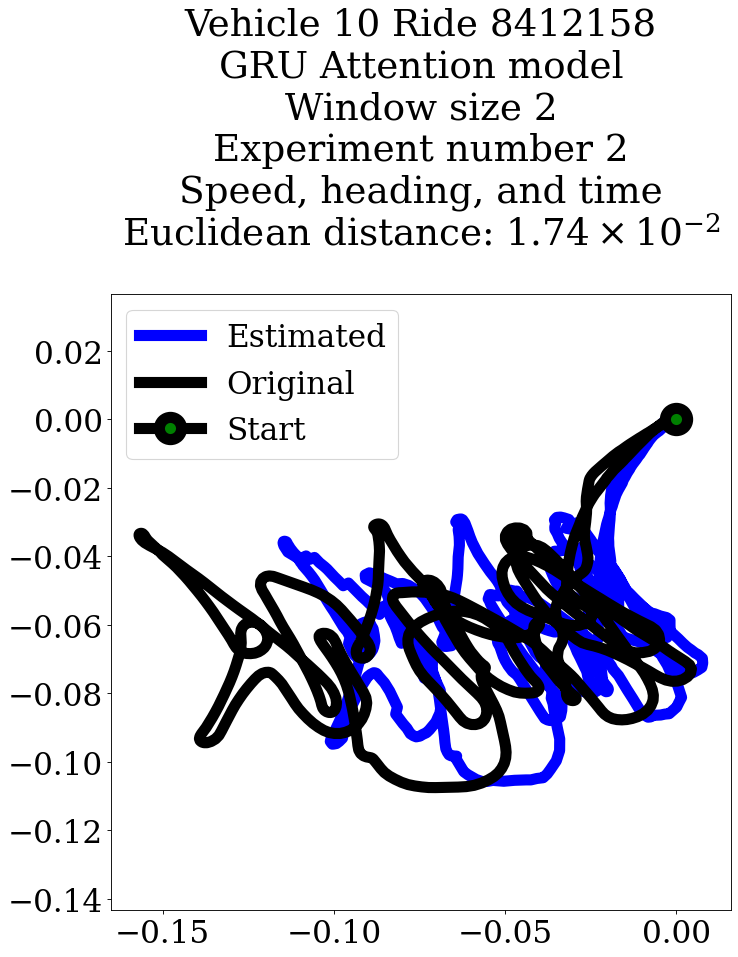 Vehicle 10 Ride 8412158
GRU Attention model
Window size 2
Experiment number 2
Speed, heading, and time
Euclidean distance: 1.74 × 10⁻²
Estimated
Original
Start
0.02
0.00
−0.02
−0.04
−0.06
−0.08
−0.10
−0.12
−0.14
−0.15
−0.10
−0.05
0.00